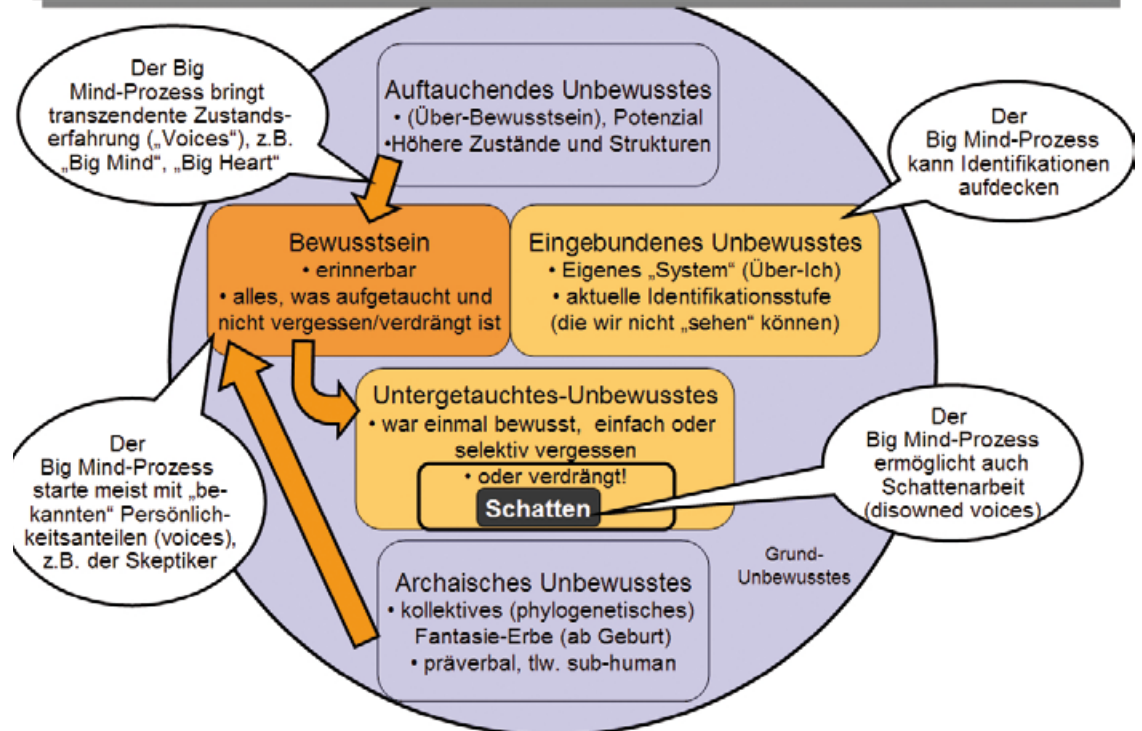 Der Big
Mind-Prozess bringt
transzendente Zustands-
erfahrung („Voices“), z.B.
„Big Mind“, „Big Heart“
Auftauchendes Unbewusstes
• (Über-Bewusstsein), Potenzial
•Höhere Zustände und Strukturen
Der
Big Mind-Prozess
kann Identifikationen
aufdecken
Bewusstsein
• erinnerbar
• alles, was aufgetaucht und
nicht vergessen/verdrängt ist
Eingebundenes Unbewusstes
• Eigenes „System“ (Über-Ich)
• aktuelle Identifikationsstufe
(die wir nicht „sehen“ können)
Untergetauchtes-Unbewusstes
• war einmal bewusst, einfach oder
selektiv vergessen
• oder verdrängt!
Schatten
Der
Big Mind-Prozess
ermöglicht auch
Schattenarbeit
(disowned voices)
Der
Big Mind-Prozess
starte meist mit „be-
kannten“ Persönlich-
keitsanteilen (voices),
z.B. der Skeptiker
Archaisches Unbewusstes
• kollektives (phylogenetisches)
Fantasie-Erbe (ab Geburt)
• präverbal, tlw. sub-human
Grund-
Unbewusstes